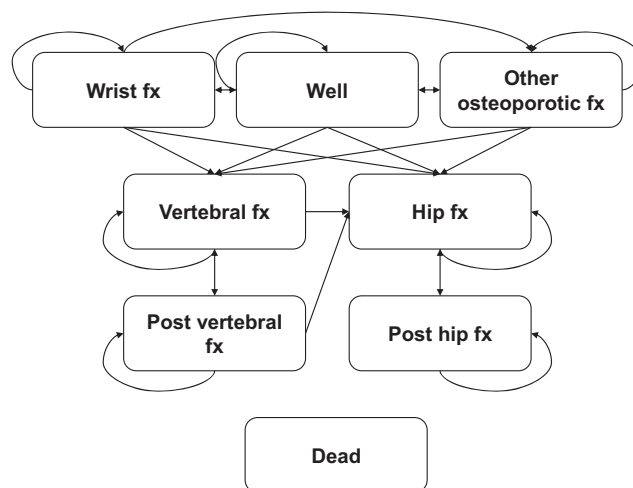 Wrist fx
Well
Other
osteoporotic fx
Vertebral fx
Hip fx
Post vertebral
fx
Post hip fx
Dead